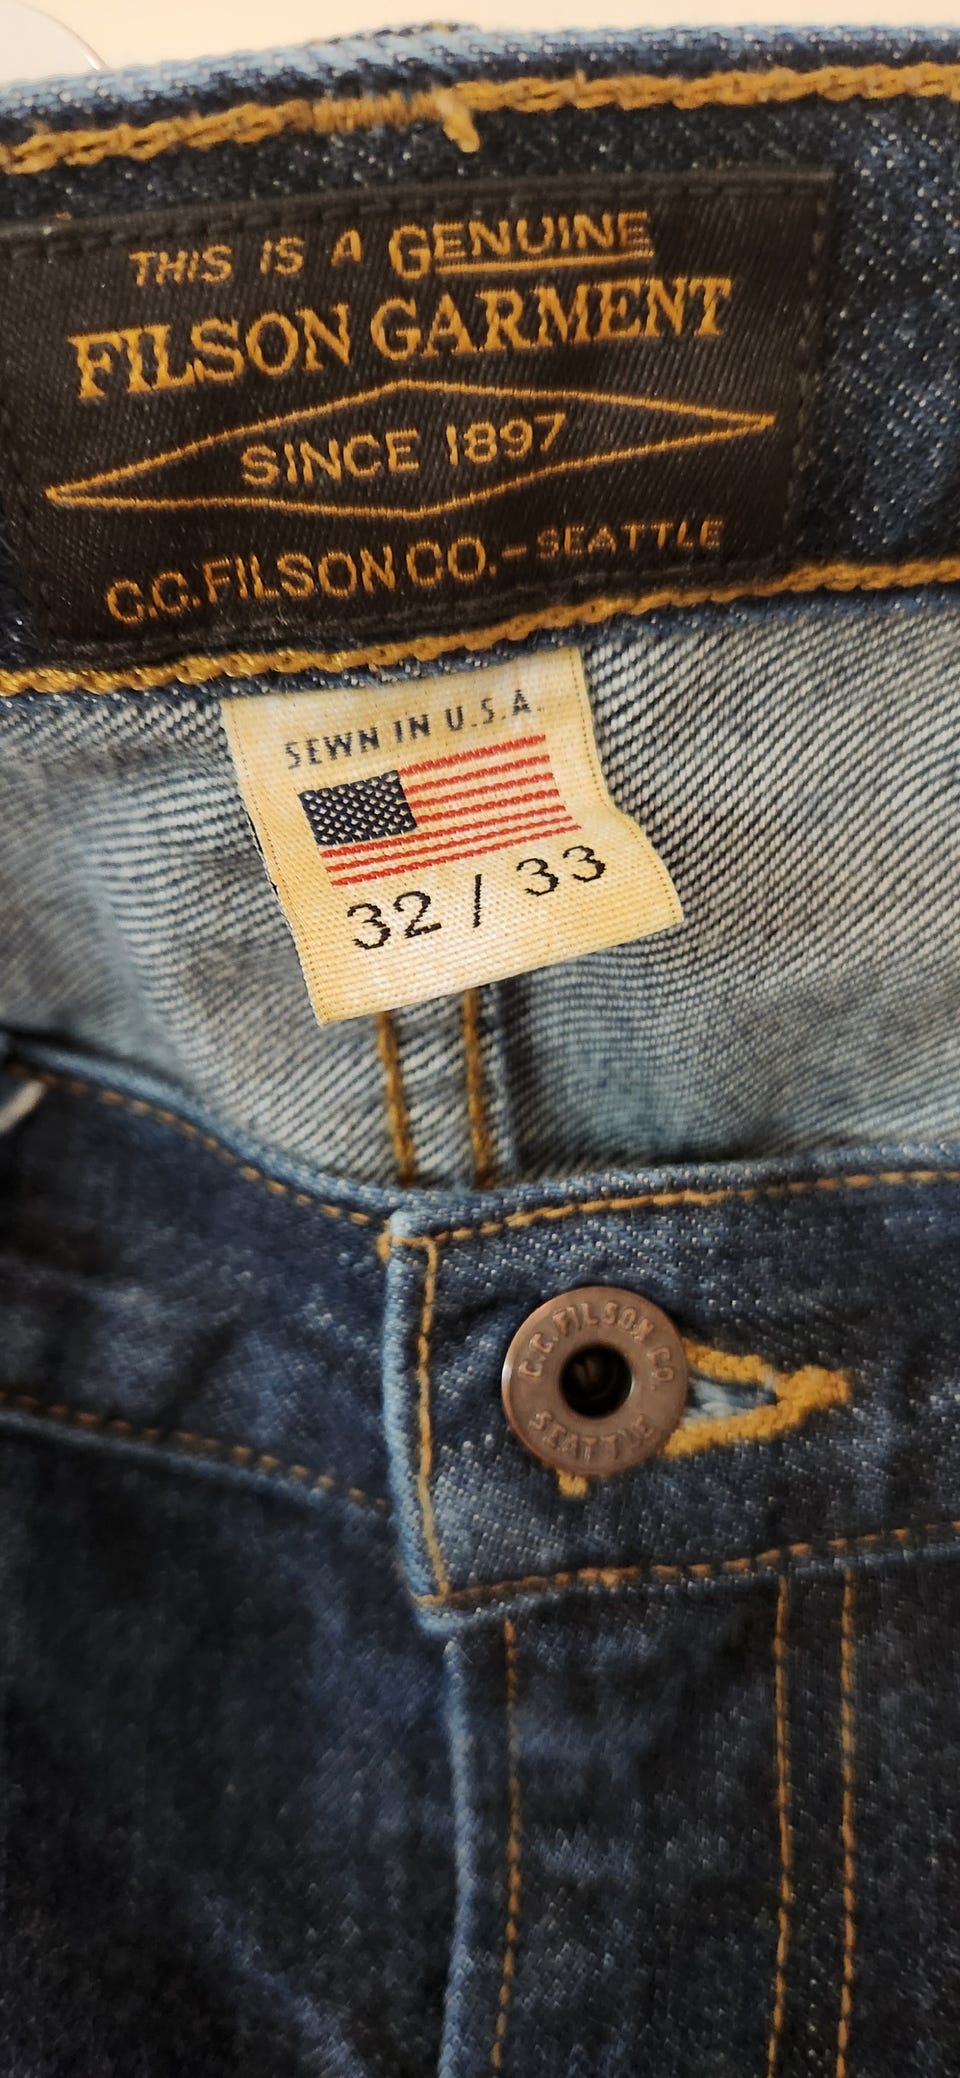 THIS IS A GENUINE
FILSON GARMENT
SINCE 1897
C.C. FILSON CO. - SEATTLE
SEWN IN U.S.A.
32 / 33
C.C. FILSON CO.
SEATTLE